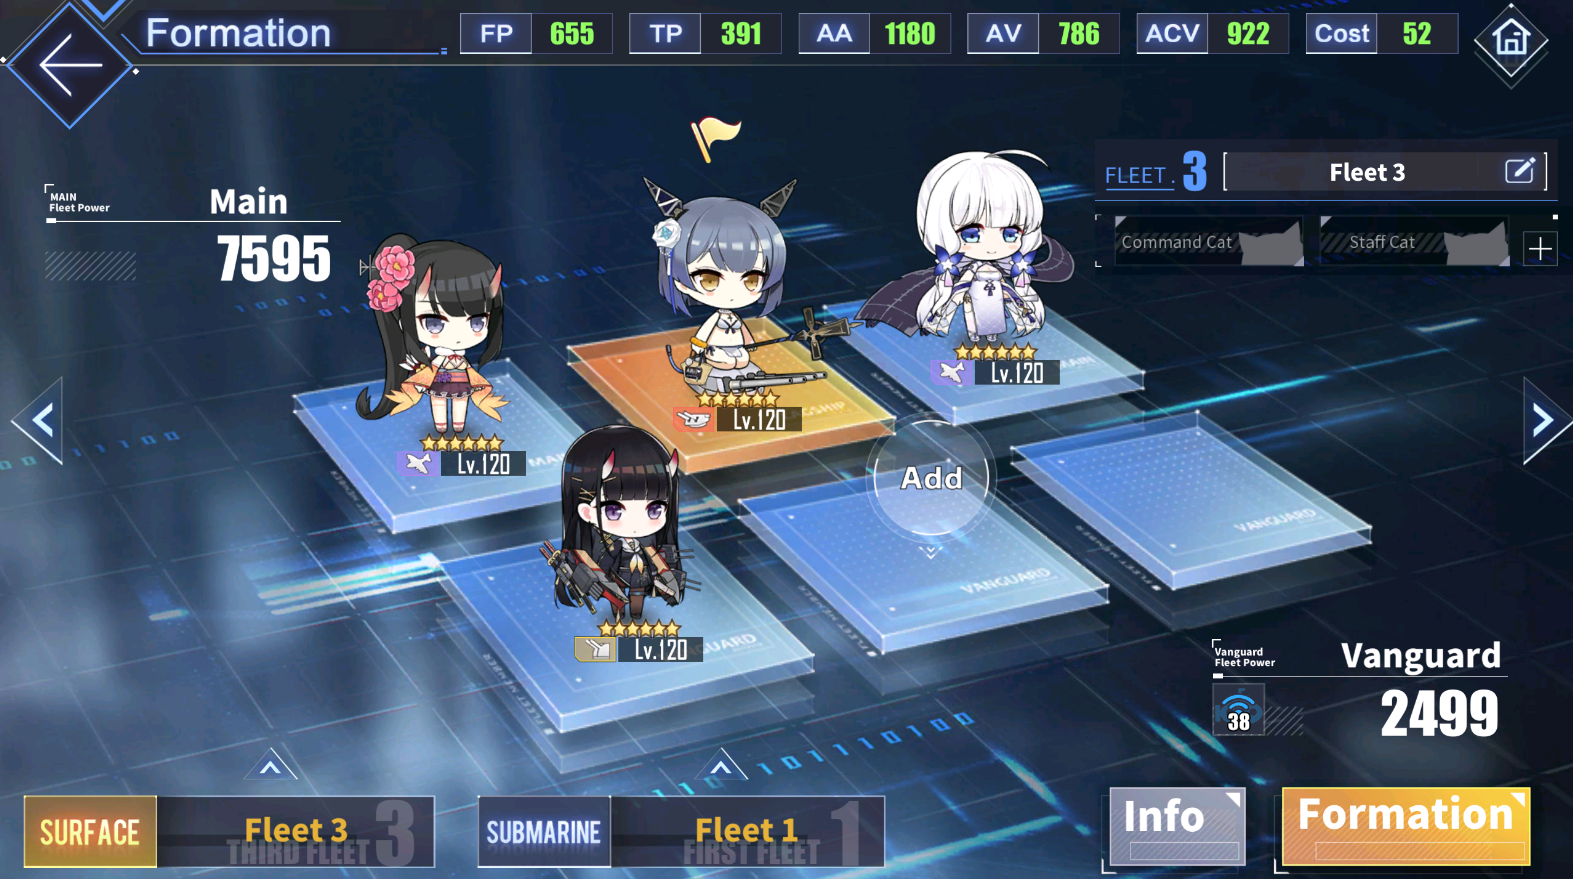 Formation
FP 655
TP 391
AA 1180
AV 786
ACV 922
Cost 52
MAIN
Fleet Power
Main
7595
FLEET . 3
Fleet 3
Command Cat
Staff Cat
Lv.120
Lv.120
Lv.120
Lv.120
Add
VANGUARD
VANGUARD
Vanguard
Fleet Power
Vanguard
38
2499
SURFACE
Fleet 3
THIRD FLEET 3
SUBMARINE
Fleet 1
FIRST FLEET 1
Info
Formation